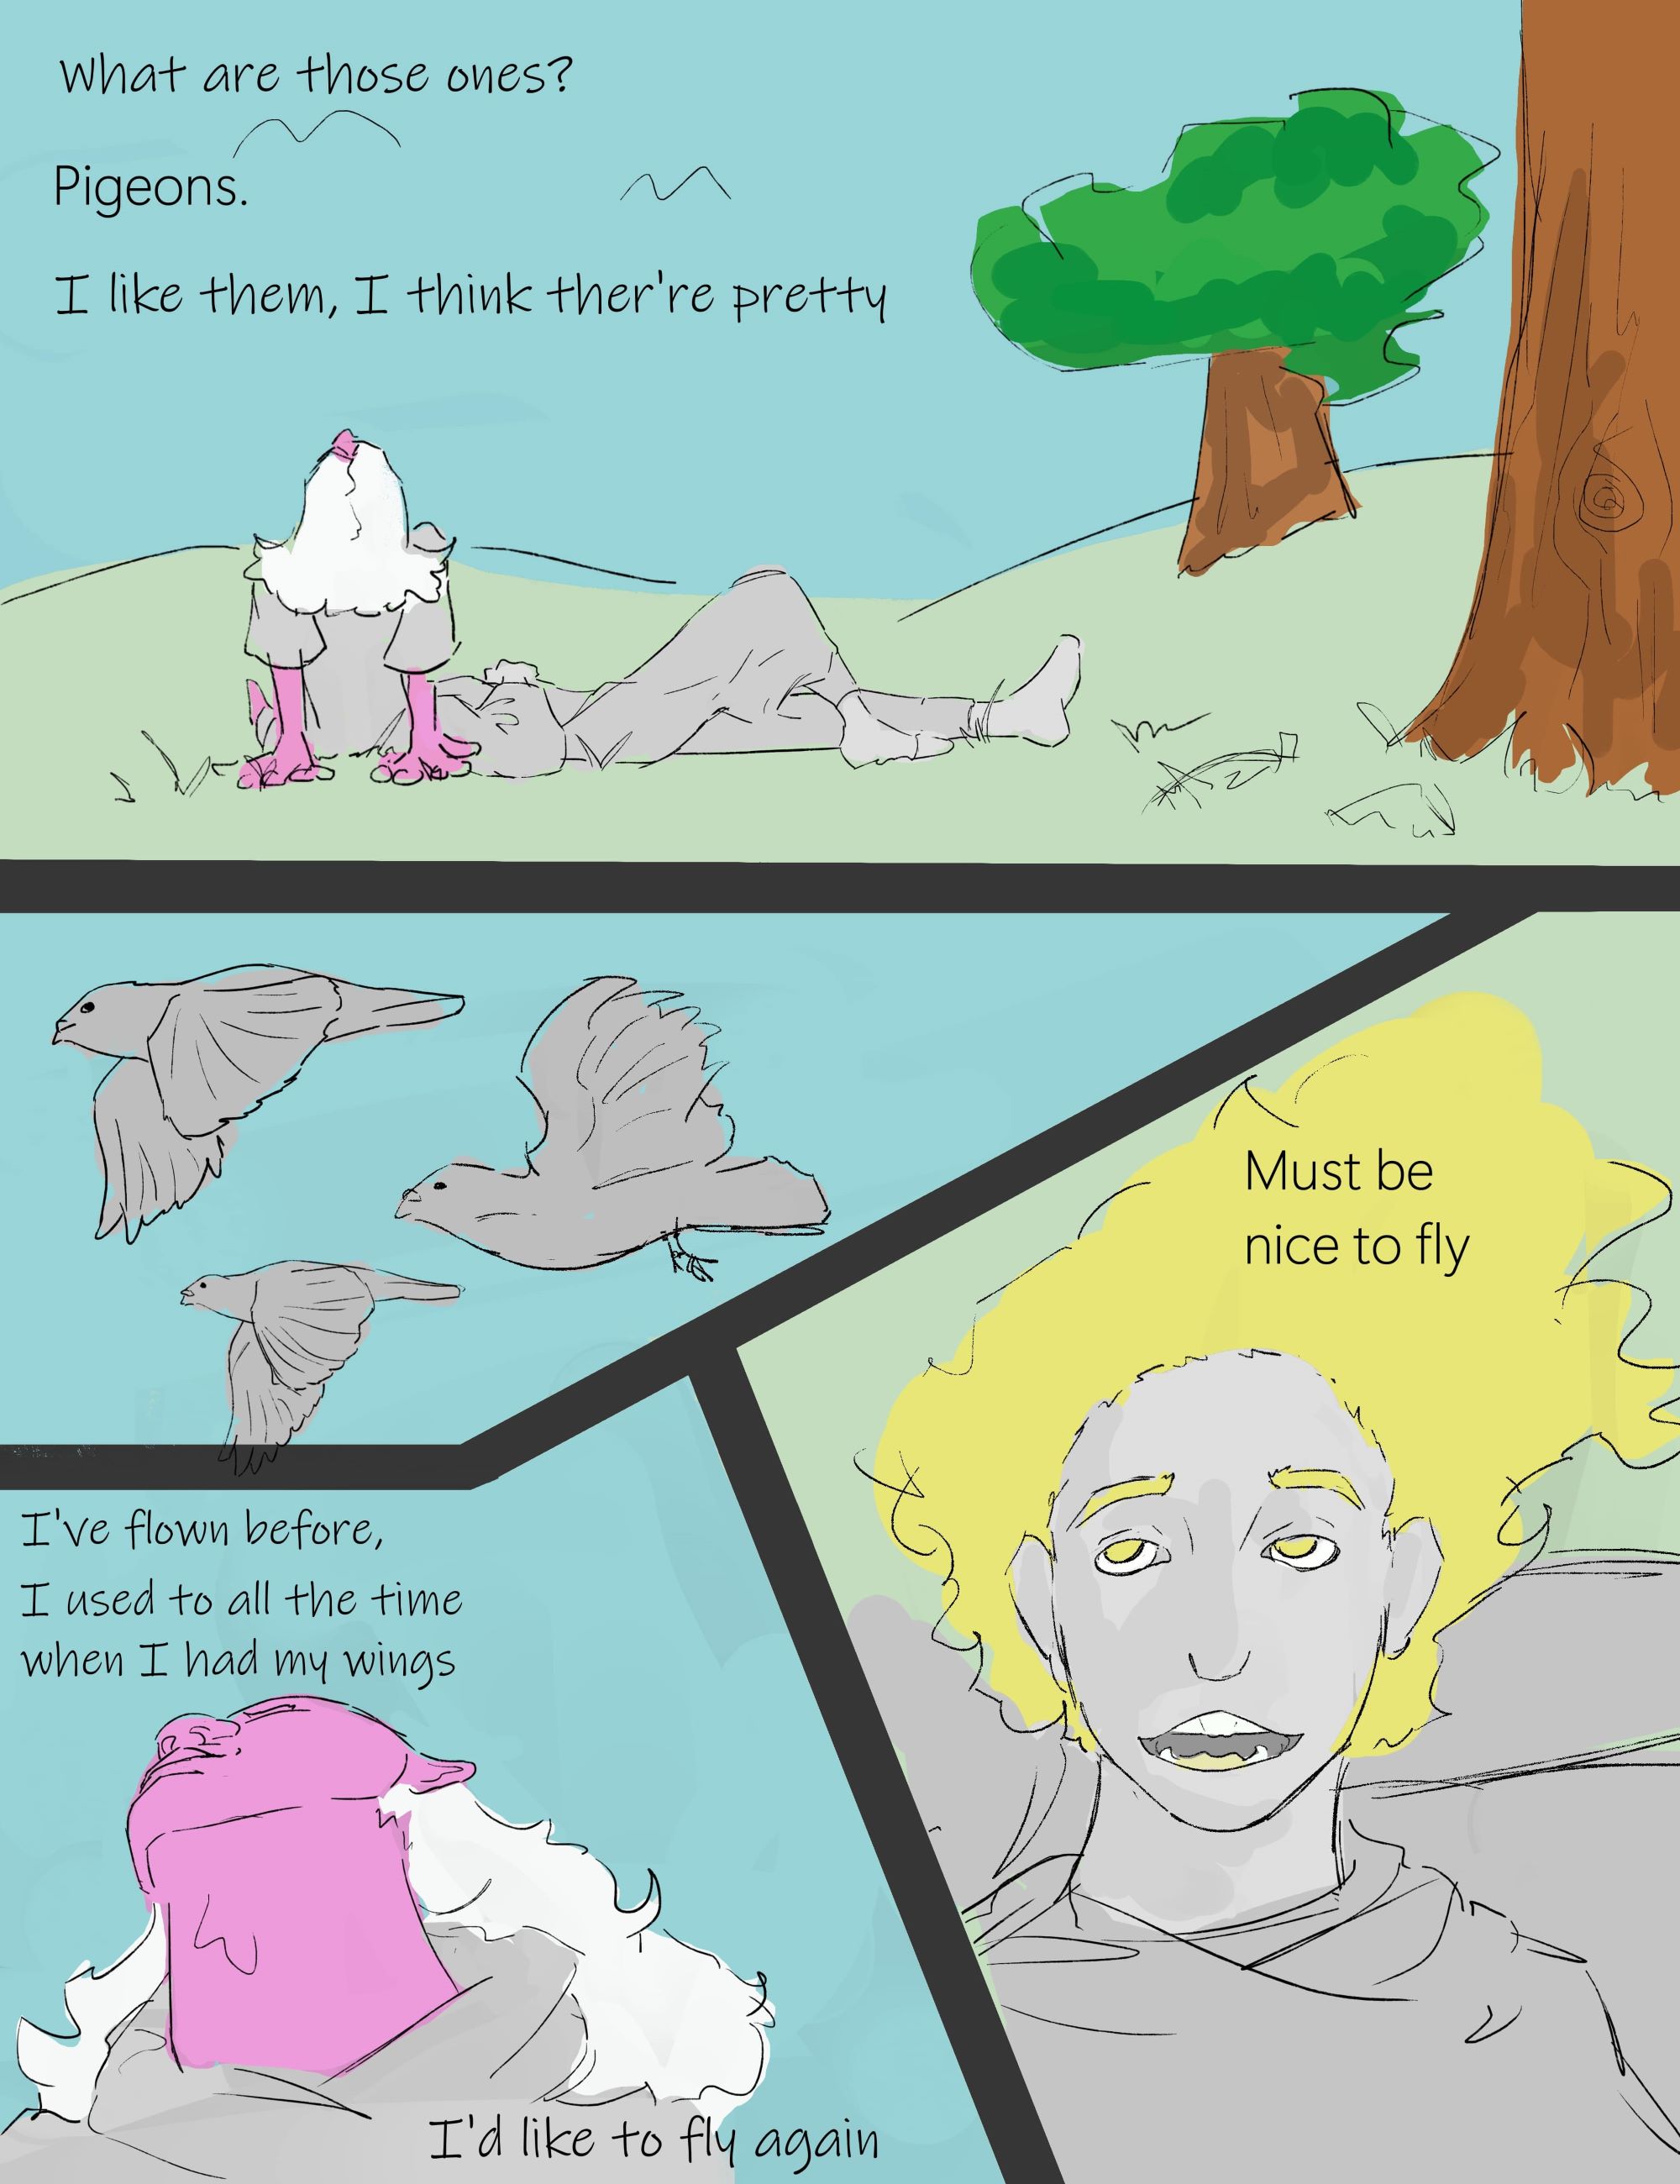 What are those ones?
Pigeons.
I like them, I think ther're pretty
Must be
nice to fly
I've flown before,
I used to all the time
when I had my wings
I'd like to fly again